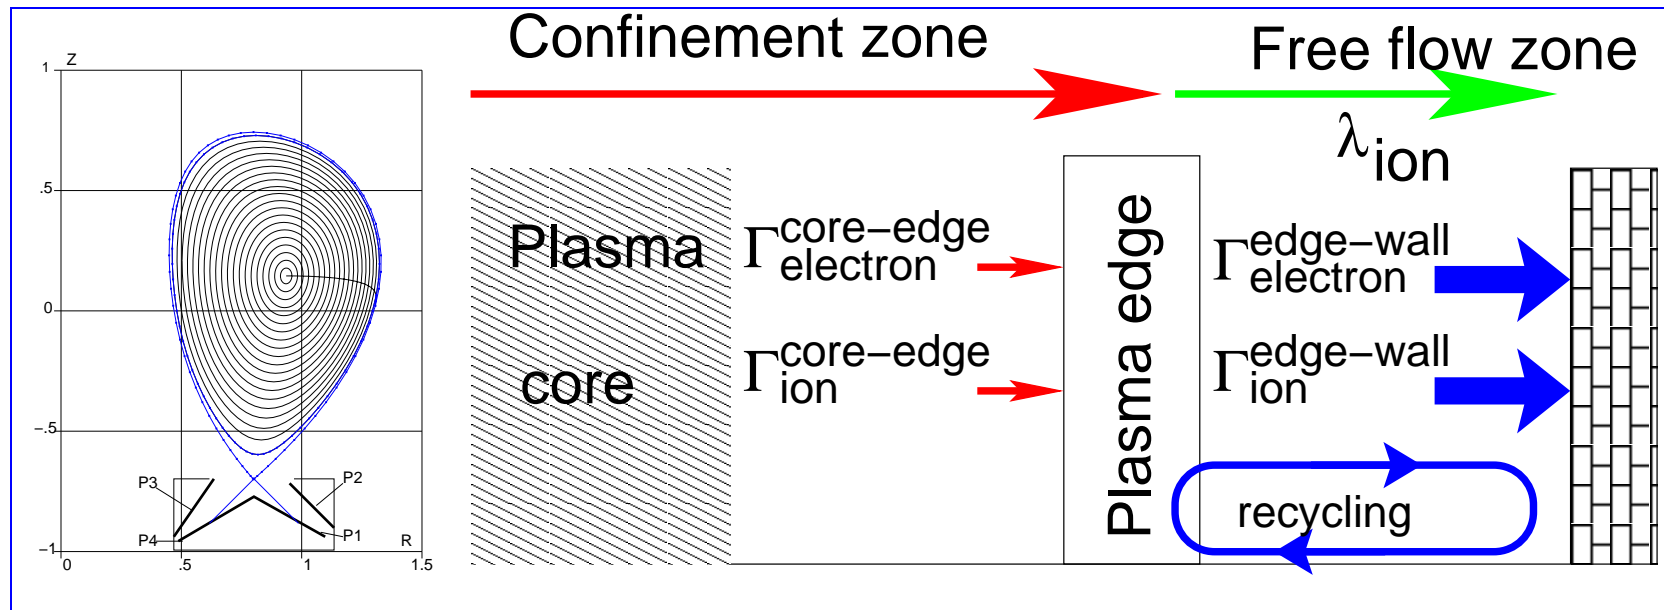 Confinement zone
Free flow zone
λion
Z
1
.5
0
−.5
−1
0
.5
1
1.5
R
P3
P2
P4
P1
Plasma
core
Γcore−edge
electron
Γcore−edge
ion
Plasma edge
Γedge−wall
electron
Γedge−wall
ion
recycling